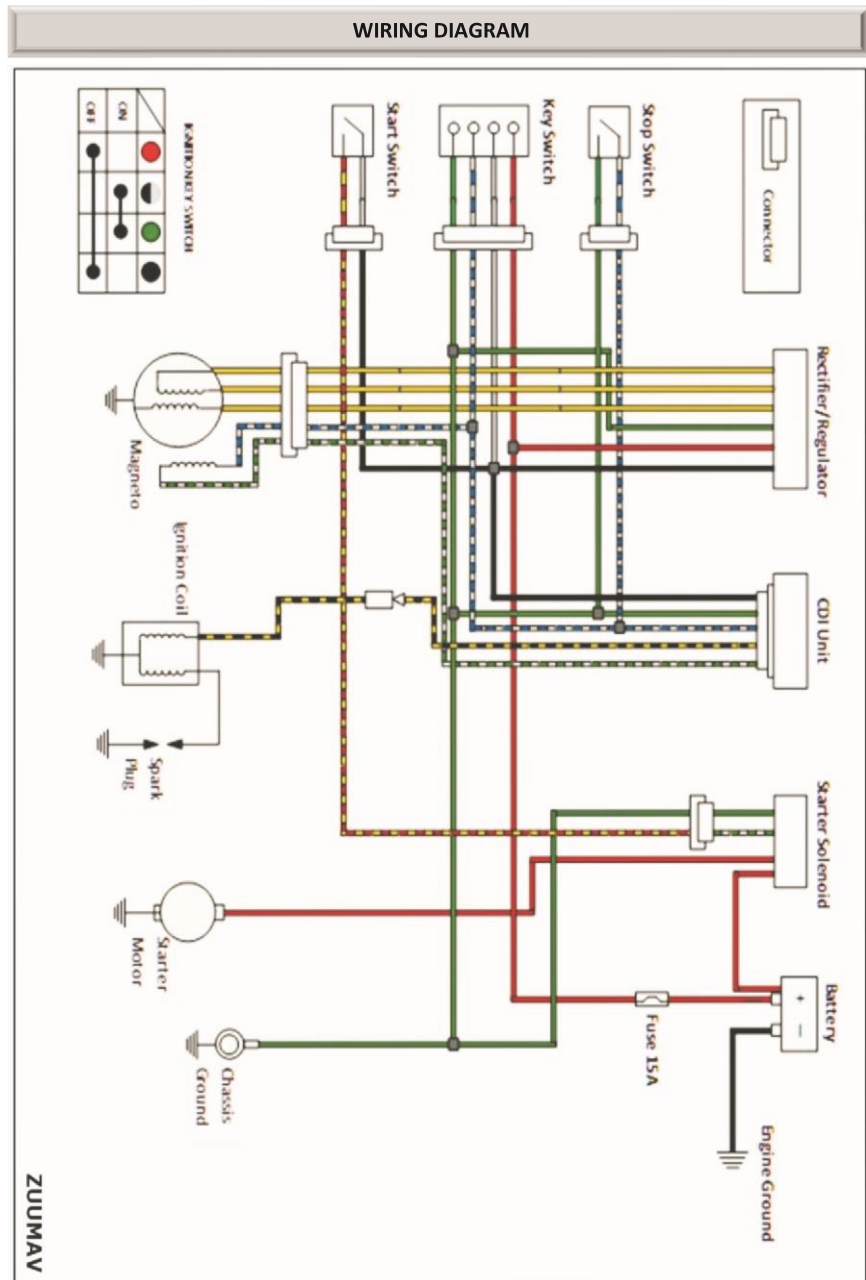 WIRING DIAGRAM
Connector
Stop Switch
Key Switch
Start Switch
IGNITION KEY SWITCH
ON
OFF
Rectifier/Regulator
Magneto
CDI Unit
Ignition Coil
Spark
Plug
Starter Solenoid
Starter
Motor
Battery
+
−
Fuse 15A
Engine Ground
Chassis
Ground
ZUUMAV